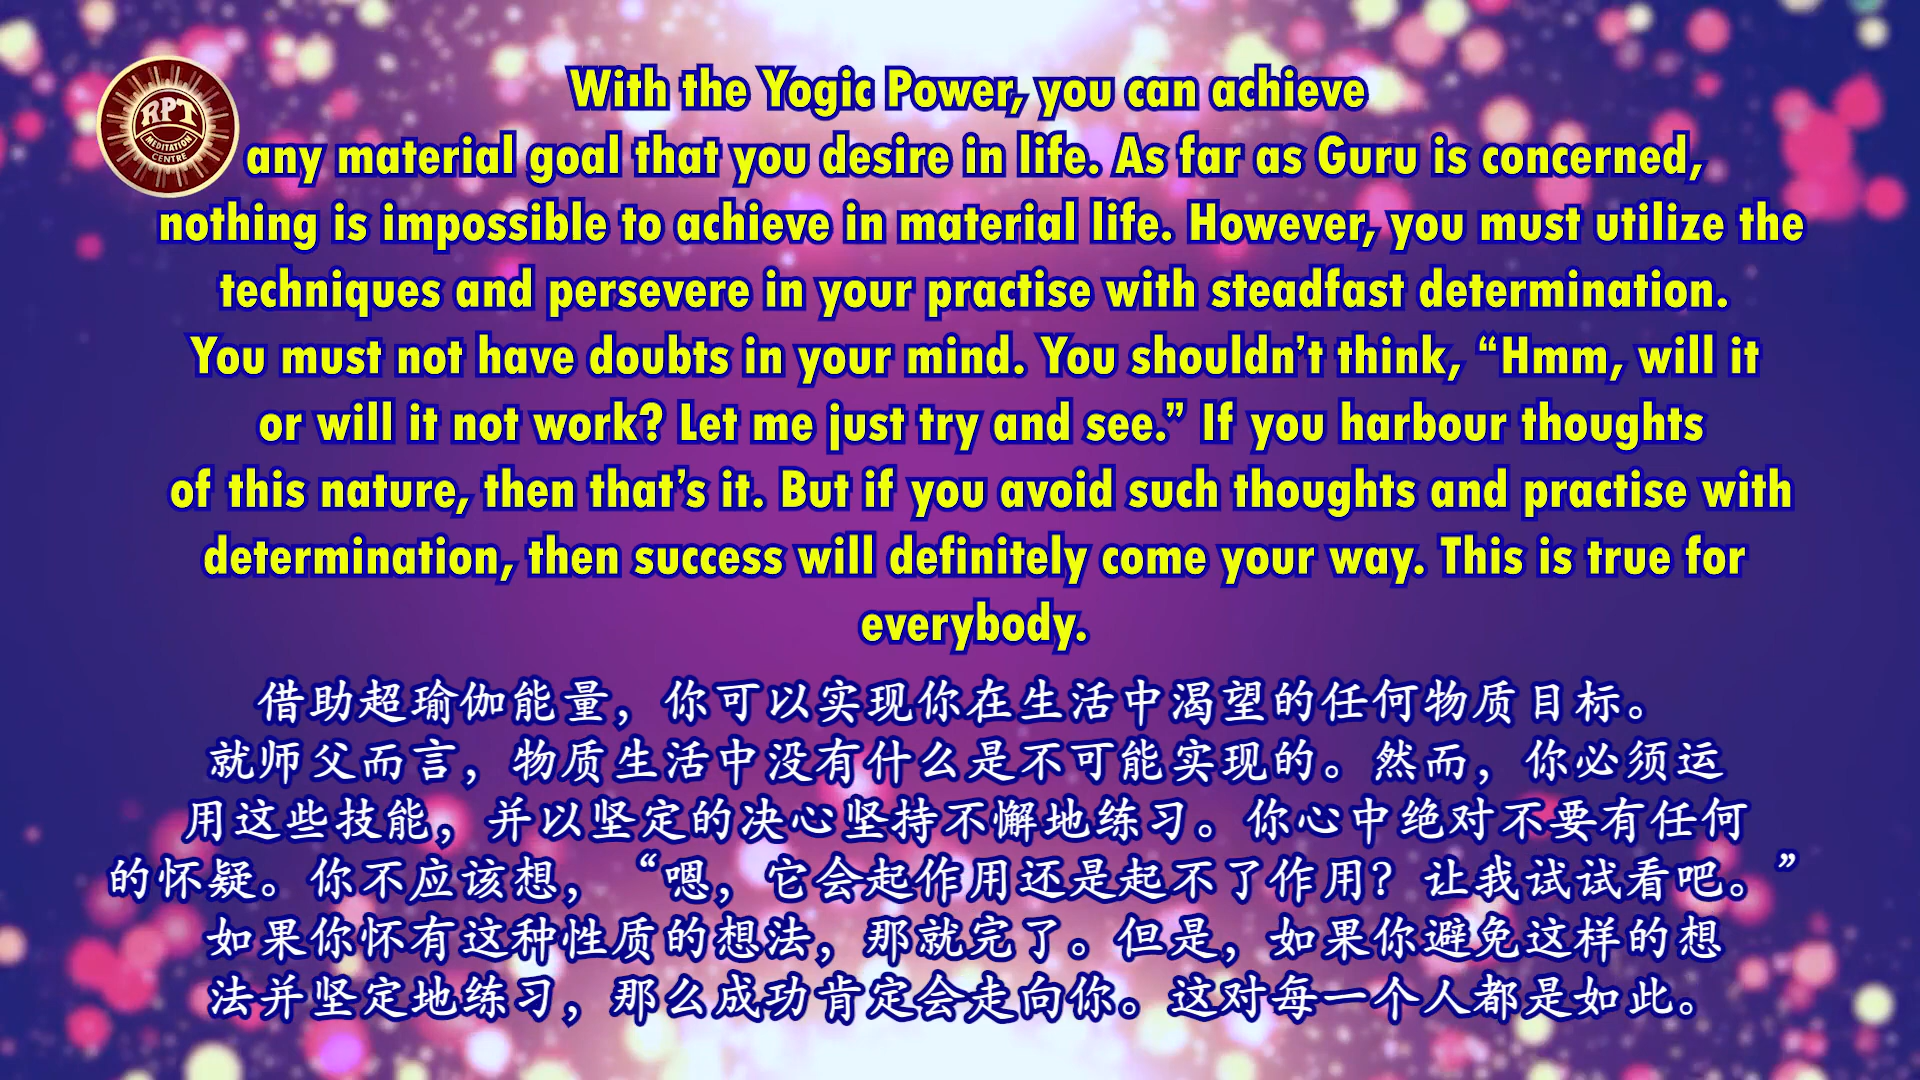 RPT
MEDITATION
CENTRE
With the Yogic Power, you can achieve
any material goal that you desire in life. As far as Guru is concerned,
nothing is impossible to achieve in material life. However, you must utilize the
techniques and persevere in your practise with steadfast determination.
You must not have doubts in your mind. You shouldn’t think, “Hmm, will it
or will it not work? Let me just try and see.” If you harbour thoughts
of this nature, then that’s it. But if you avoid such thoughts and practise with
determination, then success will definitely come your way. This is true for
everybody.
借助超瑜伽能量，你可以实现你在生活中渴望的任何物质目标。
就师父而言，物质生活中没有什么是不可能实现的。然而，你必须运
用这些技能，并以坚定的决心坚持不懈地练习。你心中绝对不要有任何
的怀疑。你不应该想，“嗯，它会起作用还是起不了作用？让我试试看吧。”
如果你怀有这种性质的想法，那就完了。但是，如果你避免这样的想
法并坚定地练习，那么成功肯定会走向你。这对每一个人都是如此。